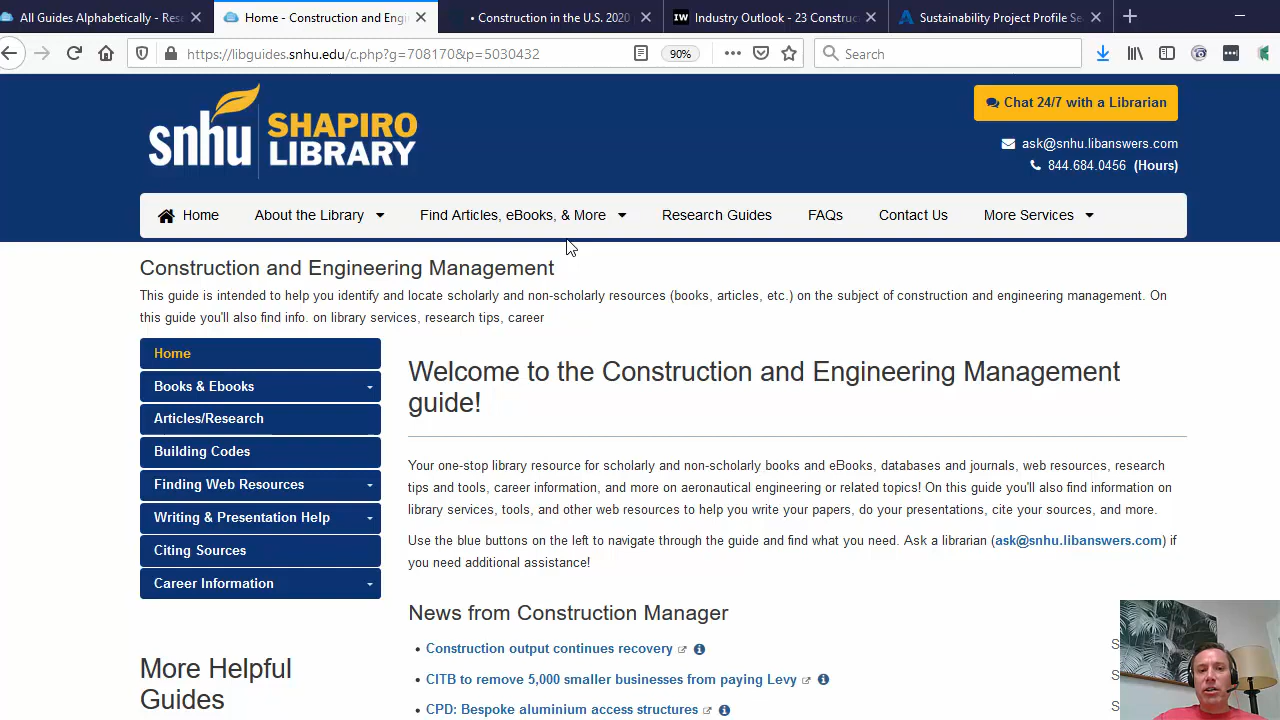 All Guides Alphabetically - Rese
Home - Construction and Engi
Construction in the U.S. 2020
IW Industry Outlook - 23 Construc
Sustainability Project Profile Se
https://libguides.snhu.edu/c.php?g=708170&p=5030432
90%
Search
snhu SHAPIRO LIBRARY
Chat 24/7 with a Librarian
ask@snhu.libanswers.com
844.684.0456 (Hours)
Home About the Library Find Articles, eBooks, & More Research Guides FAQs Contact Us More Services
Construction and Engineering Management
This guide is intended to help you identify and locate scholarly and non-scholarly resources (books, articles, etc.) on the subject of construction and engineering management. On
this guide you'll also find info. on library services, research tips, career
Home
Books & Ebooks
Articles/Research
Building Codes
Finding Web Resources
Writing & Presentation Help
Citing Sources
Career Information
More Helpful
Guides
Welcome to the Construction and Engineering Management
guide!
Your one-stop library resource for scholarly and non-scholarly books and eBooks, databases and journals, web resources, research
tips and tools, career information, and more on aeronautical engineering or related topics! On this guide you'll also find information on
library services, tools, and other web resources to help you write your papers, do your presentations, cite your sources, and more.
Use the blue buttons on the left to navigate through the guide and find what you need. Ask a librarian (ask@snhu.libanswers.com) if
you need additional assistance!
News from Construction Manager
• Construction output continues recovery
• CITB to remove 5,000 smaller businesses from paying Levy
• CPD: Bespoke aluminium access structures